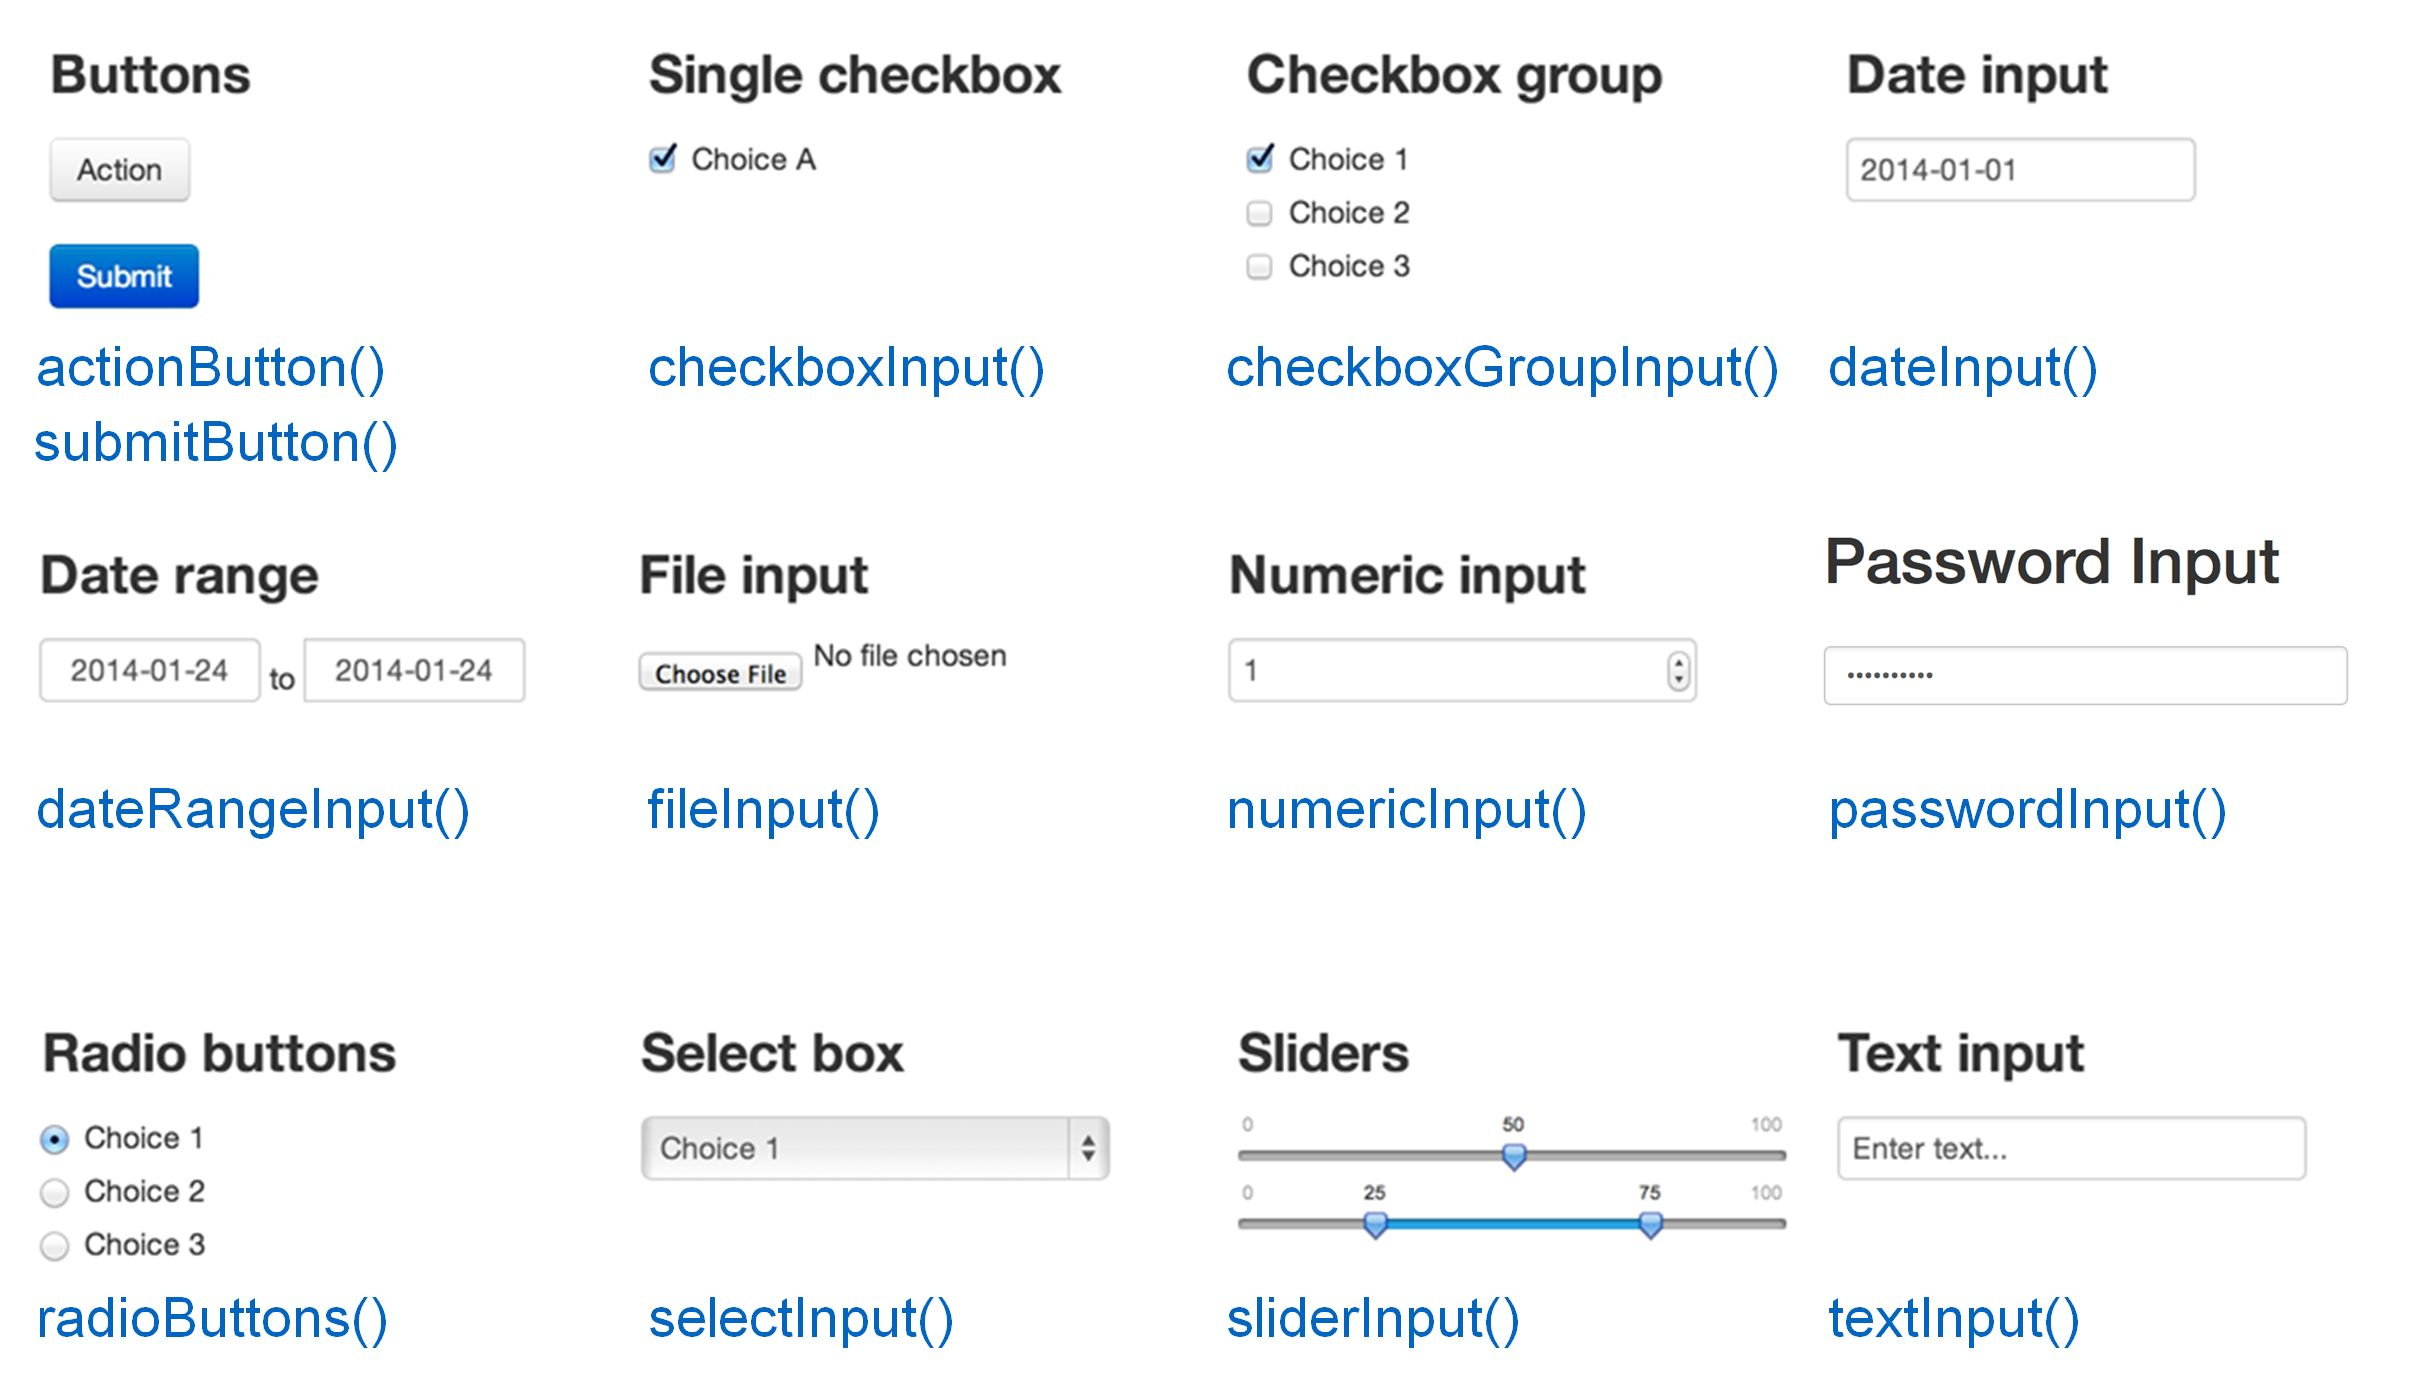 Buttons
Action
Submit
actionButton()
submitButton()
Single checkbox
Choice A
checkboxInput()
Checkbox group
Choice 1
Choice 2
Choice 3
checkboxGroupInput()
Date input
2014-01-01
dateInput()
Date range
2014-01-24 to 2014-01-24
dateRangeInput()
File input
Choose File No file chosen
fileInput()
Numeric input
1
numericInput()
Password Input
••••••••••
passwordInput()
Radio buttons
Choice 1
Choice 2
Choice 3
radioButtons()
Select box
Choice 1
selectInput()
Sliders
0 50 100
0 25 75 100
sliderInput()
Text input
Enter text...
textInput()